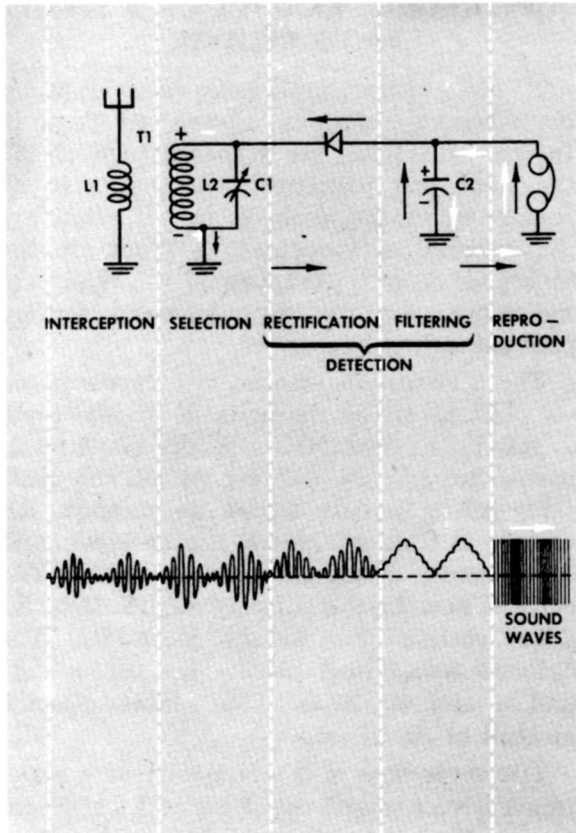 T1
+
L1
L2
C1
+
C2
-
-
INTERCEPTION
SELECTION
RECTIFICATION
FILTERING
REPRO-
DUCTION
DETECTION
SOUND
WAVES